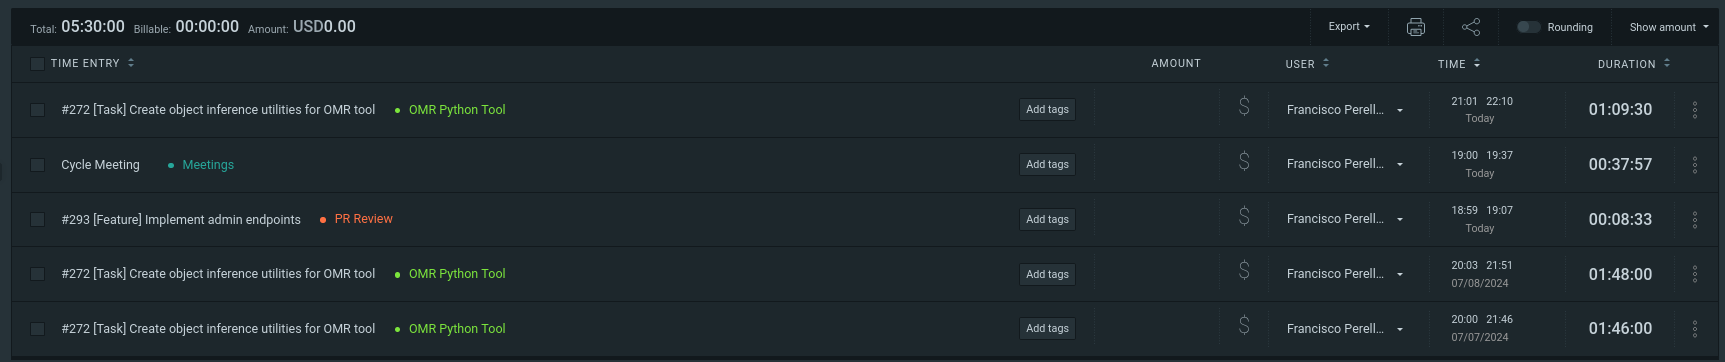 Total: 05:30:00 Billable: 00:00:00 Amount: USD0.00 Export Rounding Show amount
TIME ENTRY AMOUNT USER TIME DURATION
#272 [Task] Create object inference utilities for OMR tool OMR Python Tool Add tags $ Francisco Perell... 21:01 22:10 01:09:30
Today
Cycle Meeting Meetings Add tags $ Francisco Perell... 19:00 19:37 00:37:57
Today
#293 [Feature] Implement admin endpoints PR Review Add tags $ Francisco Perell... 18:59 19:07 00:08:33
Today
#272 [Task] Create object inference utilities for OMR tool OMR Python Tool Add tags $ Francisco Perell... 20:03 21:51 01:48:00
07/08/2024
#272 [Task] Create object inference utilities for OMR tool OMR Python Tool Add tags $ Francisco Perell... 20:00 21:46 01:46:00
07/07/2024